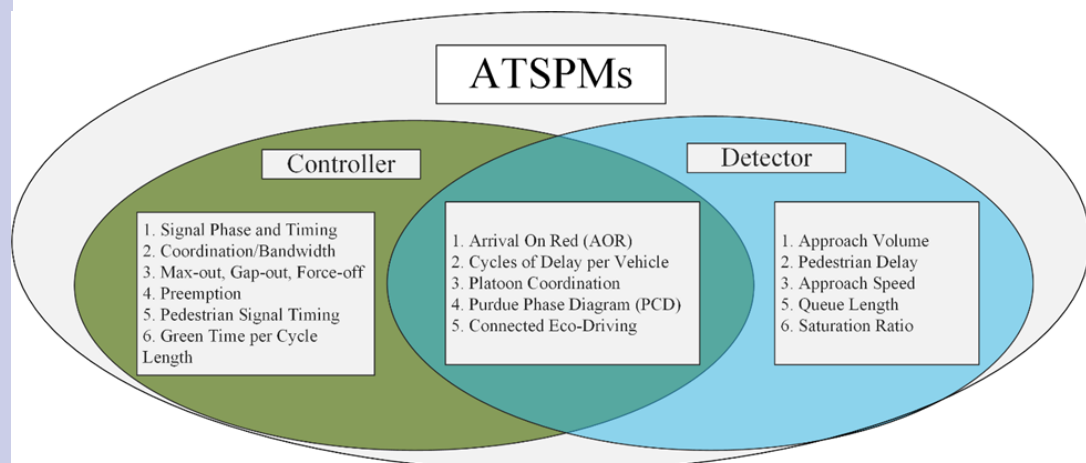 ATSPMs
Controller
Detector
1. Signal Phase and Timing
2. Coordination/Bandwidth
3. Max-out, Gap-out, Force-off
4. Preemption
5. Pedestrian Signal Timing
6. Green Time per Cycle
Length
1. Arrival On Red (AOR)
2. Cycles of Delay per Vehicle
3. Platoon Coordination
4. Purdue Phase Diagram (PCD)
5. Connected Eco-Driving
1. Approach Volume
2. Pedestrian Delay
3. Approach Speed
5. Queue Length
6. Saturation Ratio